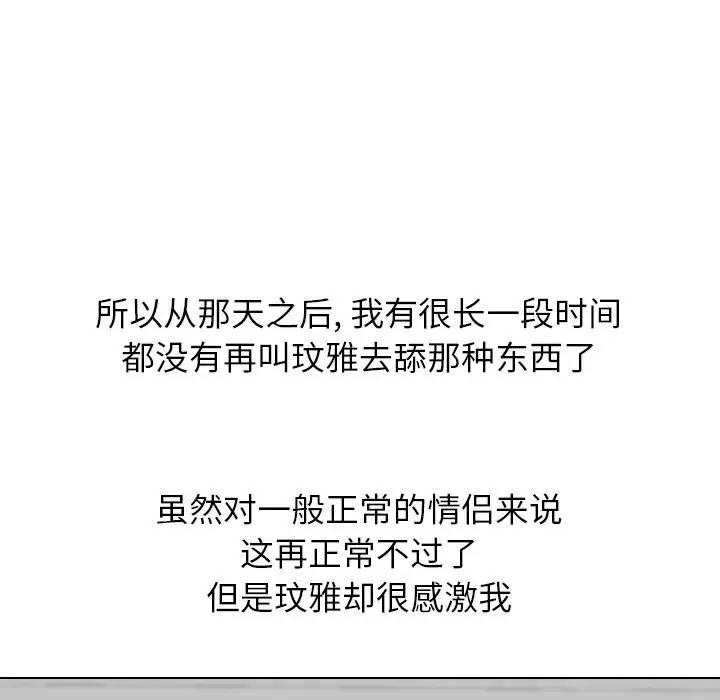 所以从那天之后, 我有很长一段时间
都没有再叫玟雅去舔那种东西了
虽然对一般正常的情侣来说
这再正常不过了
但是玟雅却很感激我